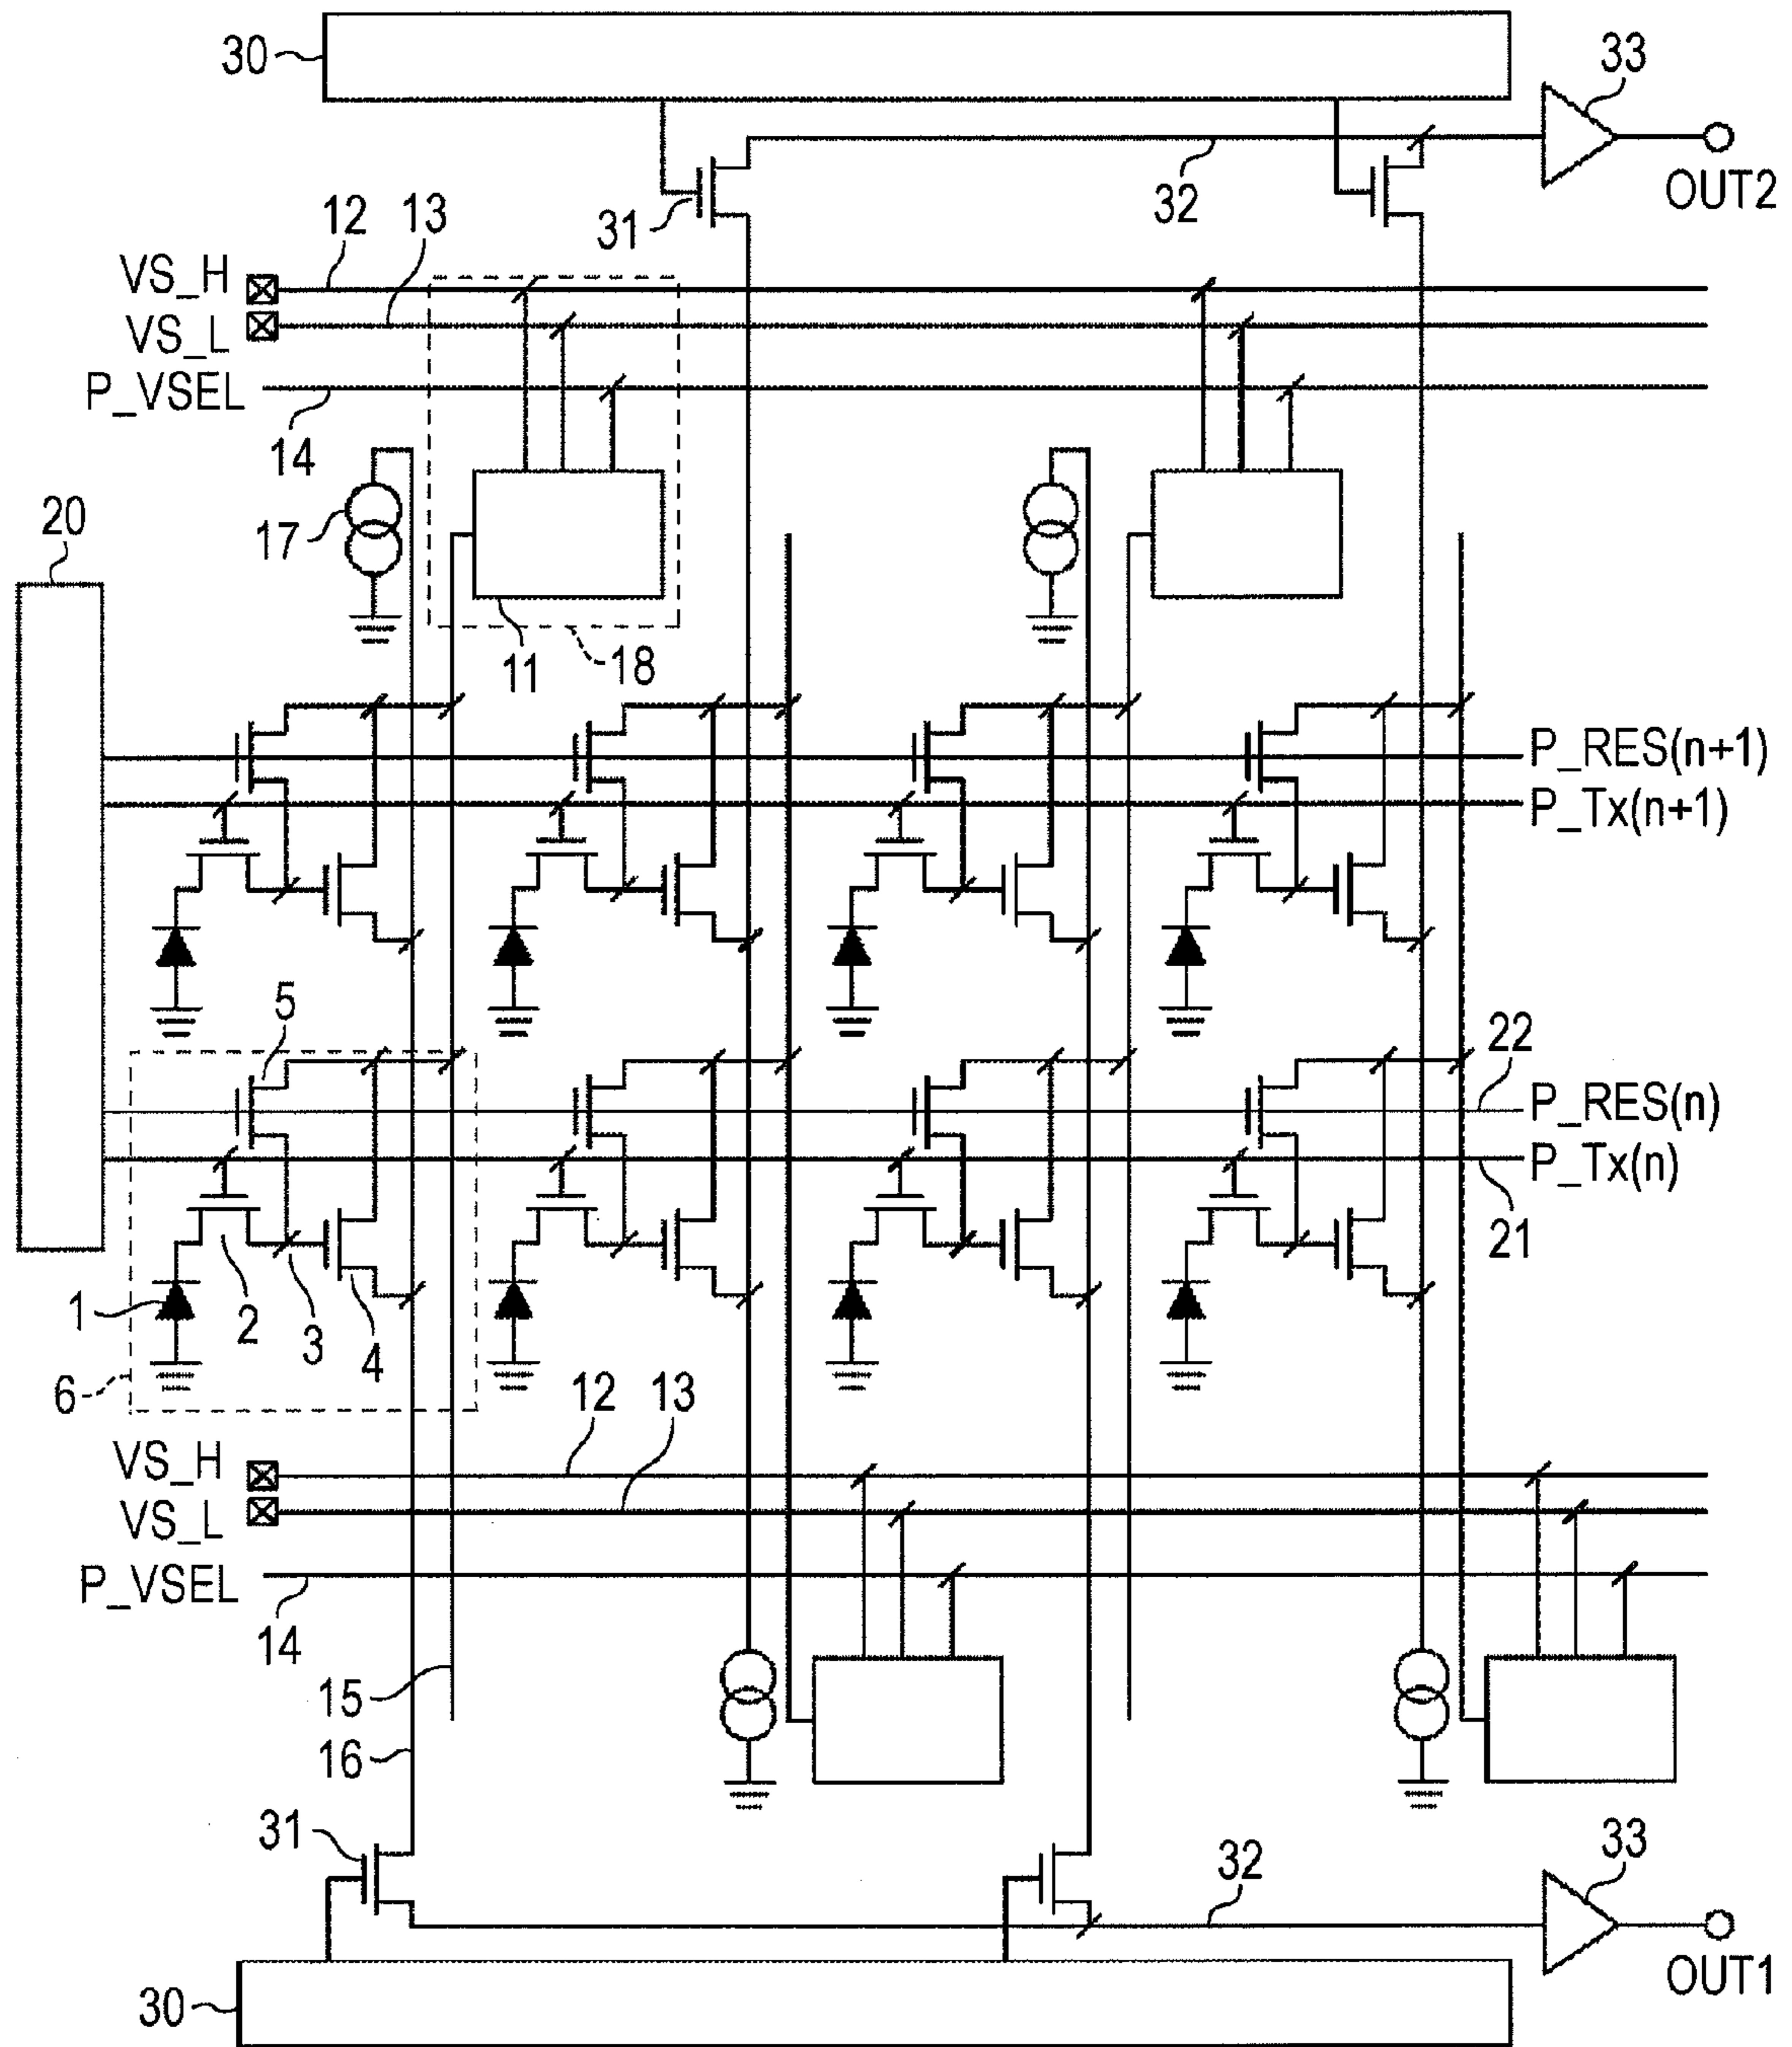 30
33
32
OUT2
31
12
13
VS_H
VS_L
P_VSEL
14
17
20
11
18
P_RES(n+1)
P_Tx(n+1)
5
22
P_RES(n)
P_Tx(n)
21
1
2
3
4
6
12
13
VS_H
VS_L
P_VSEL
14
15
16
31
32
33
OUT1
30